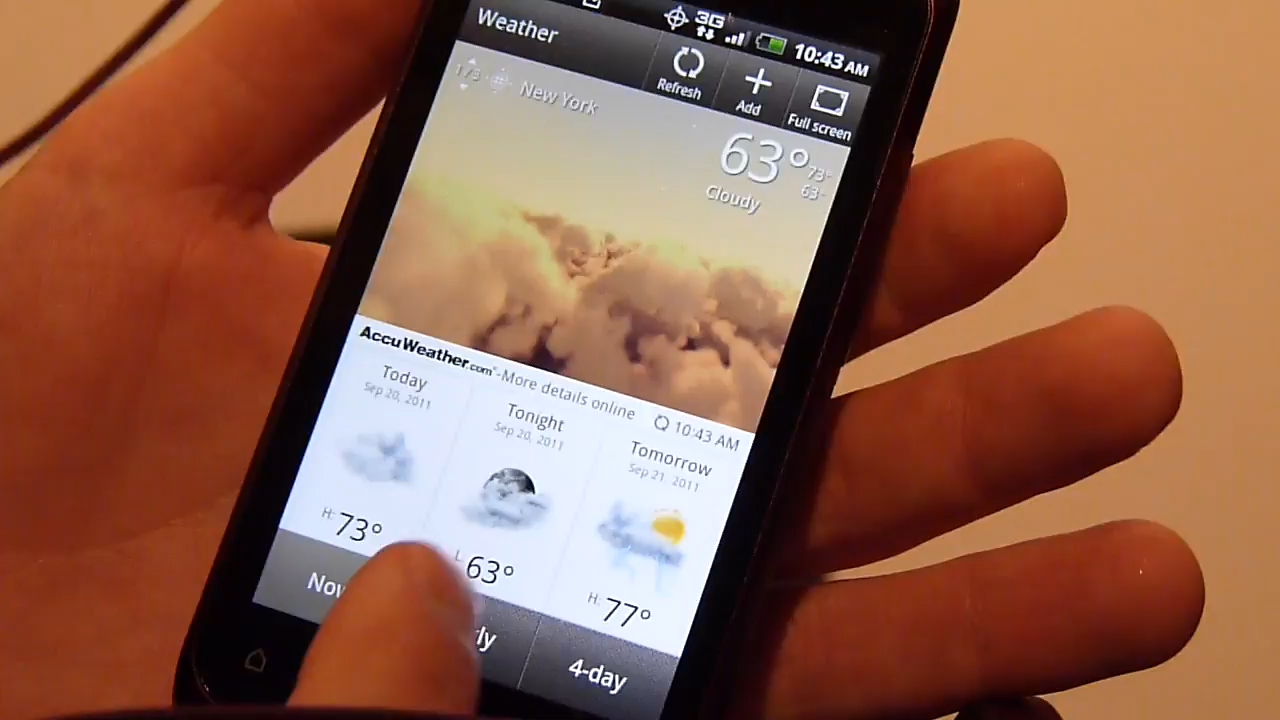 3G 10:43 AM
Weather
Refresh
Add
Full screen
1/3 New York
63° 73°
63°
Cloudy
AccuWeather.com® - More details online 10:43 AM
Today
Sep 20, 2011
H: 73°
Tonight
Sep 20, 2011
L: 63°
Tomorrow
Sep 21, 2011
H: 77°
Now
rly
4-day